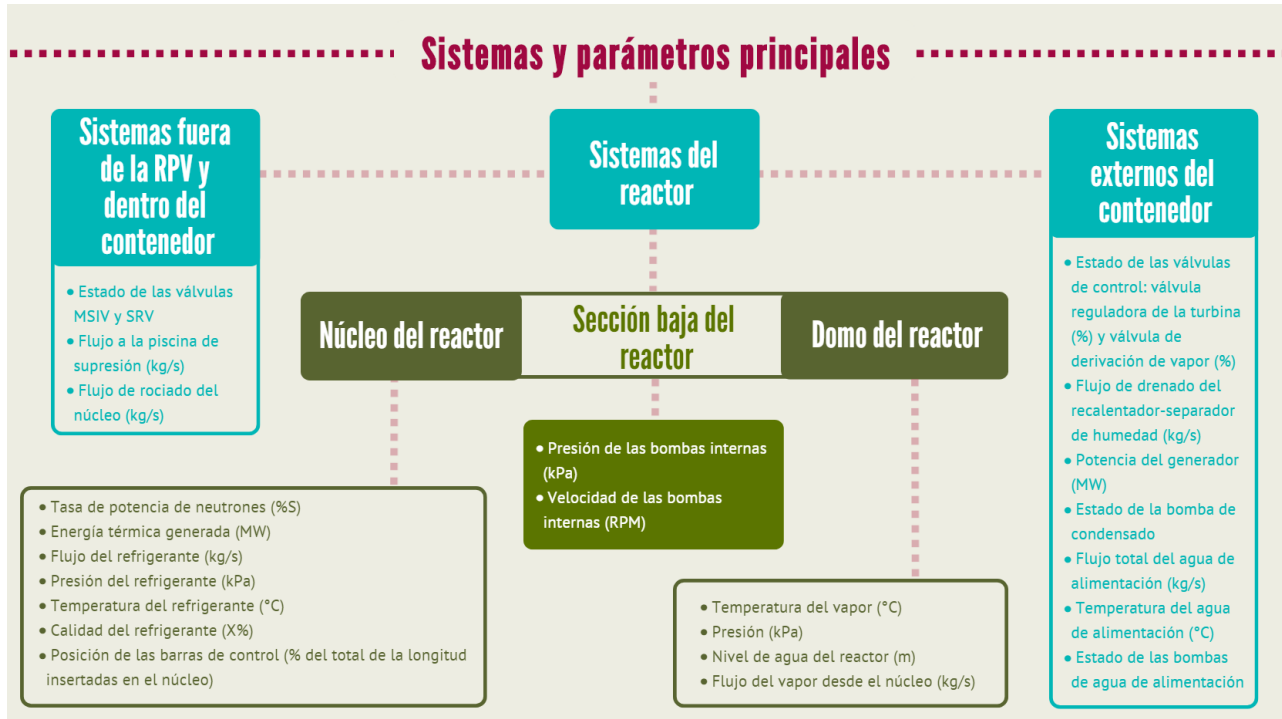 Sistemas y parámetros principales
Sistemas fuera
de la RPV y
dentro del
contenedor
• Estado de las válvulas
MSIV y SRV
• Flujo a la piscina de
supresión (kg/s)
• Flujo de rociado del
núcleo (kg/s)
Sistemas del
reactor
Sistemas
externos del
contenedor
• Estado de las válvulas
de control: válvula
reguladora de la turbina
(%) y válvula de
derivación de vapor (%)
• Flujo de drenado del
recalentador-separador
de humedad (kg/s)
• Potencia del generador
(MW)
• Estado de la bomba de
condensado
• Flujo total del agua de
alimentación (kg/s)
• Temperatura del agua
de alimentación (°C)
• Estado de las bombas
de agua de alimentación
Núcleo del reactor
Sección baja del
reactor
Domo del reactor
• Presión de las bombas internas
(kPa)
• Velocidad de las bombas
internas (RPM)
• Tasa de potencia de neutrones (%S)
• Energía térmica generada (MW)
• Flujo del refrigerante (kg/s)
• Presión del refrigerante (kPa)
• Temperatura del refrigerante (°C)
• Calidad del refrigerante (X%)
• Posición de las barras de control (% del total de la longitud
insertadas en el núcleo)
• Temperatura del vapor (°C)
• Presión (kPa)
• Nivel de agua del reactor (m)
• Flujo del vapor desde el núcleo (kg/s)